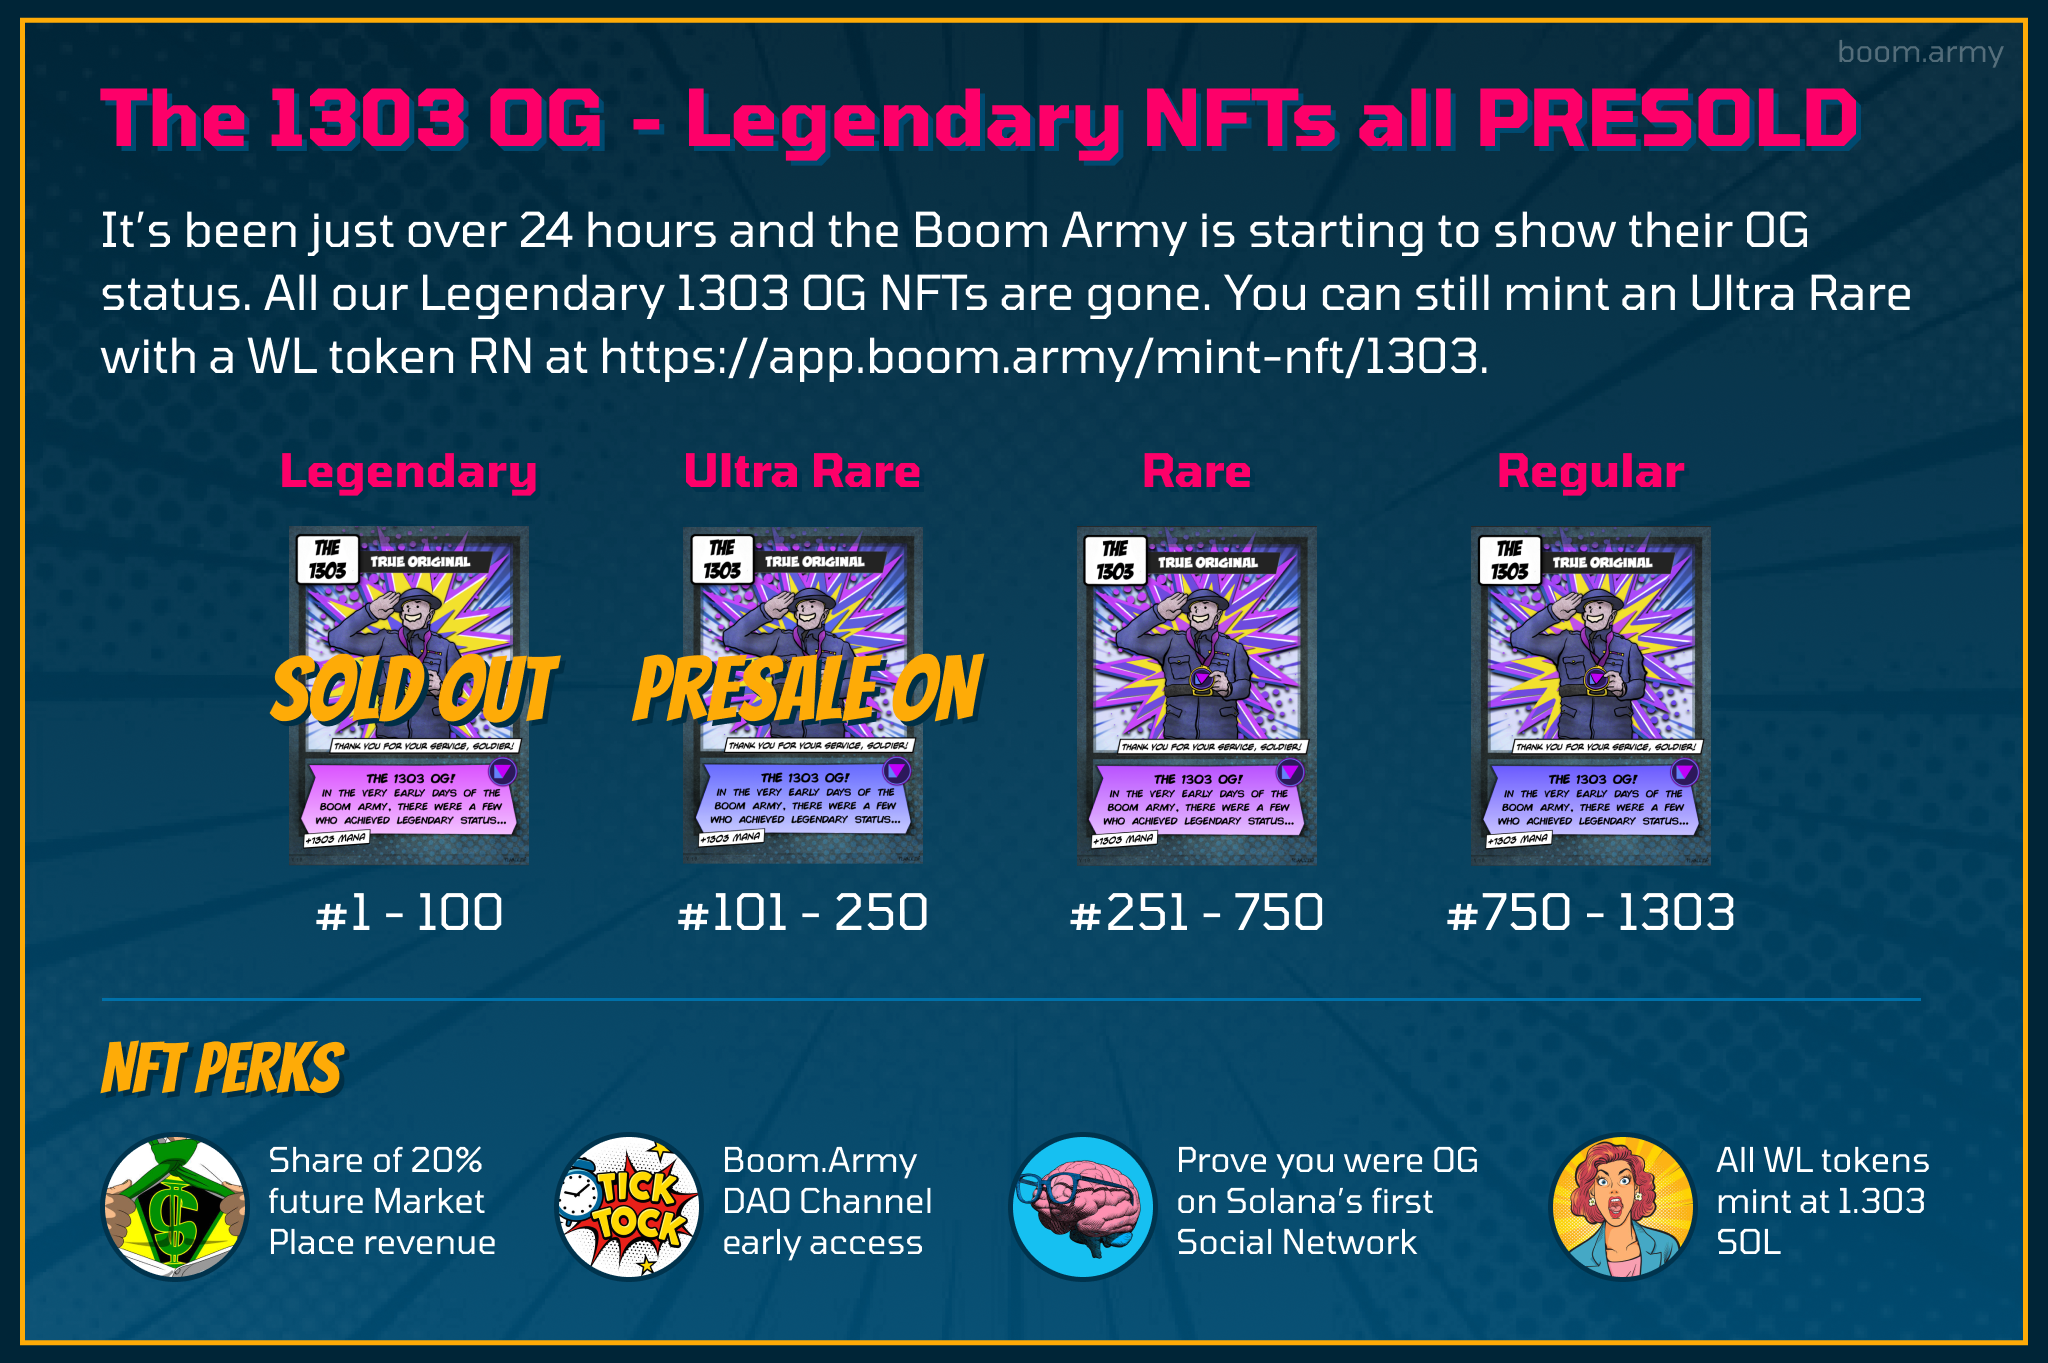 boom.army
The 1303 OG - Legendary NFTs all PRESOLD
It's been just over 24 hours and the Boom Army is starting to show their OG
status. All our Legendary 1303 OG NFTs are gone. You can still mint an Ultra Rare
with a WL token RN at https://app.boom.army/mint-nft/1303.
Legendary
THE
1303
TRUE ORIGINAL
SOLD OUT
THANK YOU FOR YOUR SERVICE, SOLDIER!
THE 1303 OG!
IN THE VERY EARLY DAYS OF THE
BOOM ARMY, THERE WERE A FEW
WHO ACHIEVED LEGENDARY STATUS...
+1303 MANA
#1 - 100
Ultra Rare
THE
1303
TRUE ORIGINAL
PRESALE ON
THANK YOU FOR YOUR SERVICE, SOLDIER!
THE 1303 OG!
IN THE VERY EARLY DAYS OF THE
BOOM ARMY, THERE WERE A FEW
WHO ACHIEVED LEGENDARY STATUS...
+1303 MANA
#101 - 250
Rare
THE
1303
TRUE ORIGINAL
THANK YOU FOR YOUR SERVICE, SOLDIER!
THE 1303 OG!
IN THE VERY EARLY DAYS OF THE
BOOM ARMY, THERE WERE A FEW
WHO ACHIEVED LEGENDARY STATUS...
+1303 MANA
#251 - 750
Regular
THE
1303
TRUE ORIGINAL
THANK YOU FOR YOUR SERVICE, SOLDIER!
THE 1303 OG!
IN THE VERY EARLY DAYS OF THE
BOOM ARMY, THERE WERE A FEW
WHO ACHIEVED LEGENDARY STATUS...
+1303 MANA
#750 - 1303
NFT PERKS
Share of 20%
future Market
Place revenue
TICK
TOCK
Boom.Army
DAO Channel
early access
Prove you were OG
on Solana's first
Social Network
All WL tokens
mint at 1.303
SOL